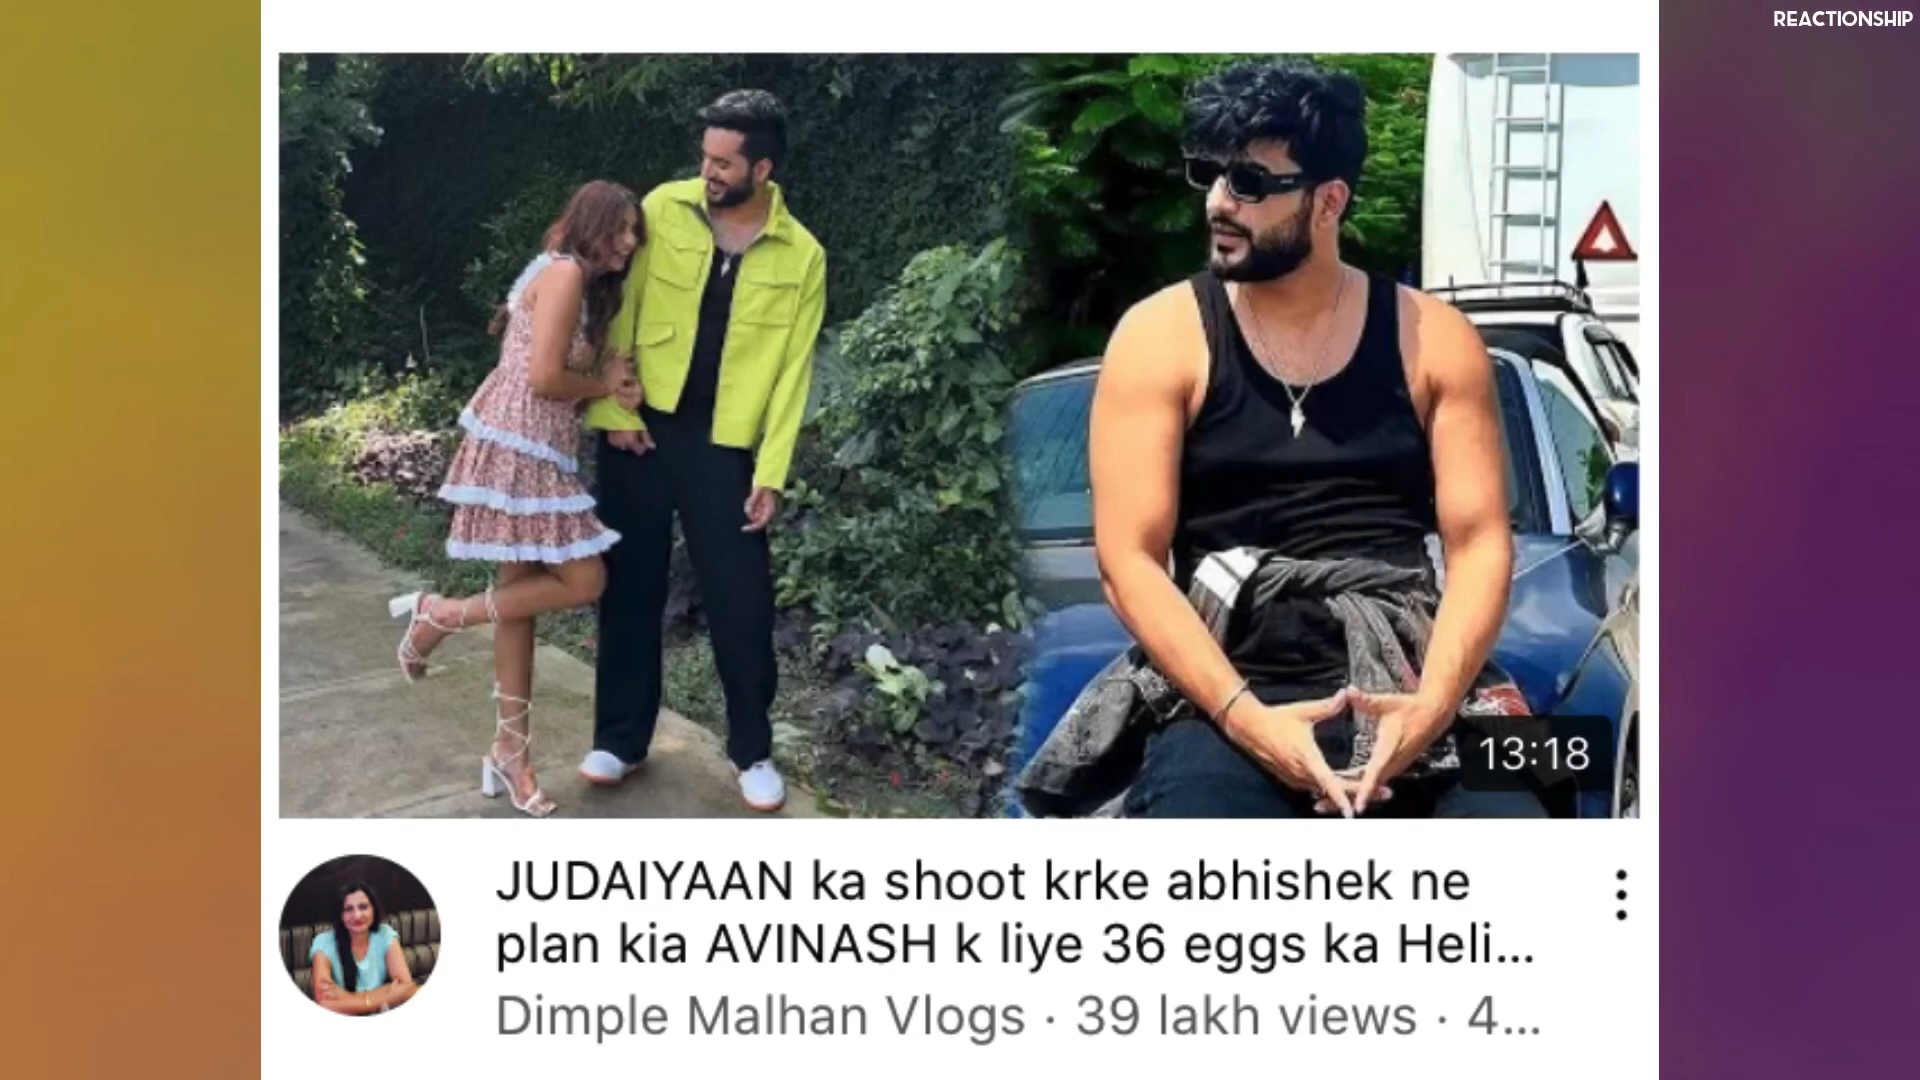 REACTIONSHIP
13:18
JUDAIYAAN ka shoot krke abhishek ne
plan kia AVINASH k liye 36 eggs ka Heli...
Dimple Malhan Vlogs · 39 lakh views · 4...